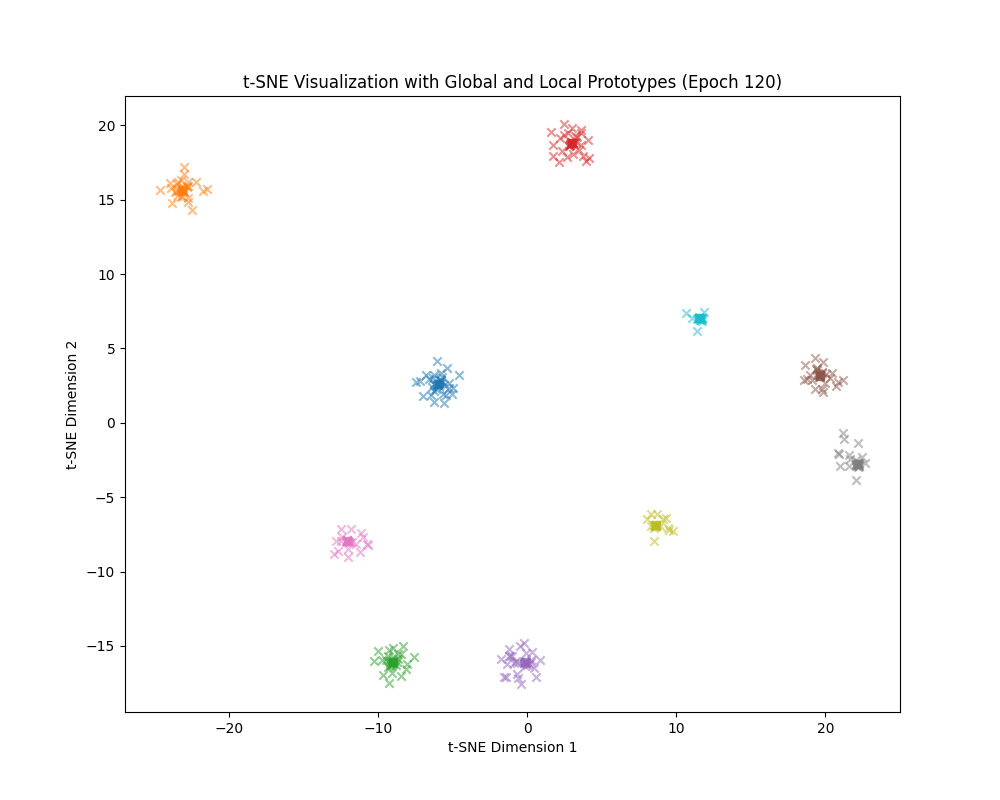 t-SNE Visualization with Global and Local Prototypes (Epoch 120)
20
15
10
5
0
−5
−10
−15
t-SNE Dimension 2
−20 −10 0 10 20
t-SNE Dimension 1